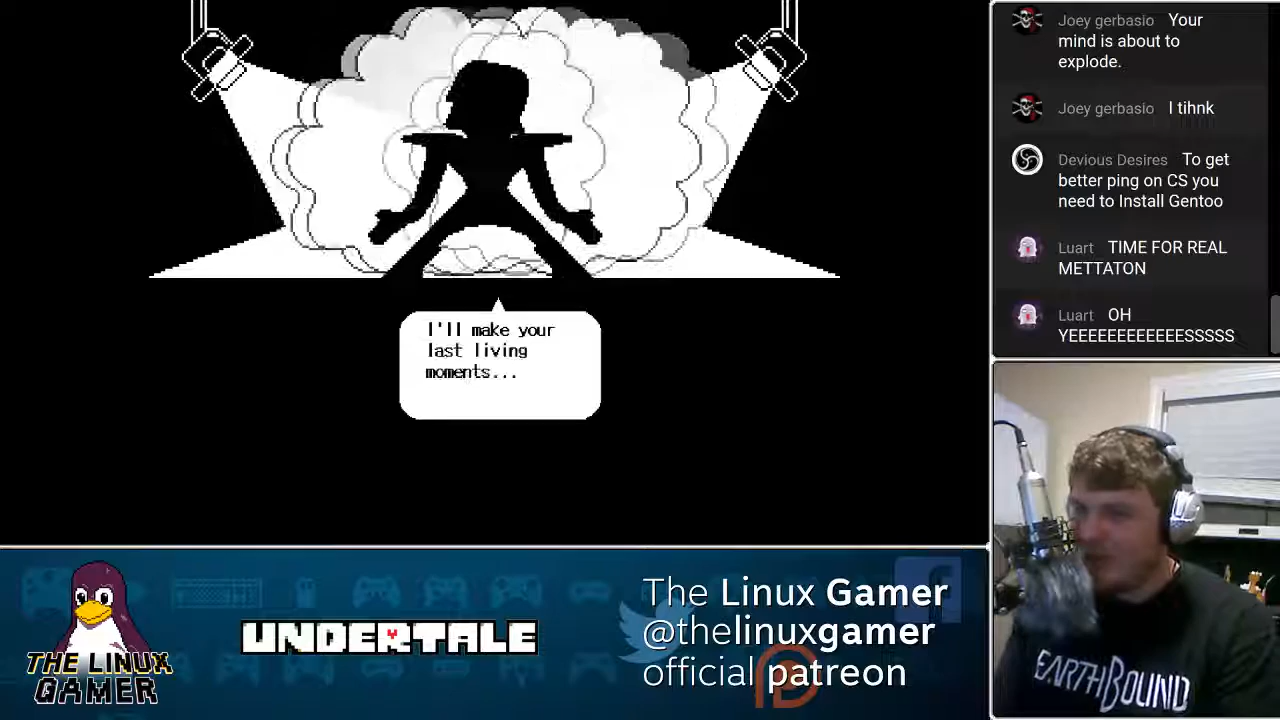 I'll make your
last living
moments...
Joey gerbasio Your
mind is about to
explode.
Joey gerbasio I tihnk
Devious Desires To get
better ping on CS you
need to Install Gentoo
Luart TIME FOR REAL
METTATON
Luart OH
YEEEEEEEEEEEESSSSS
THE LINUX
GAMER
UNDERTALE
The Linux Gamer
@thelinuxgamer
official patreon
EARTHBOUND